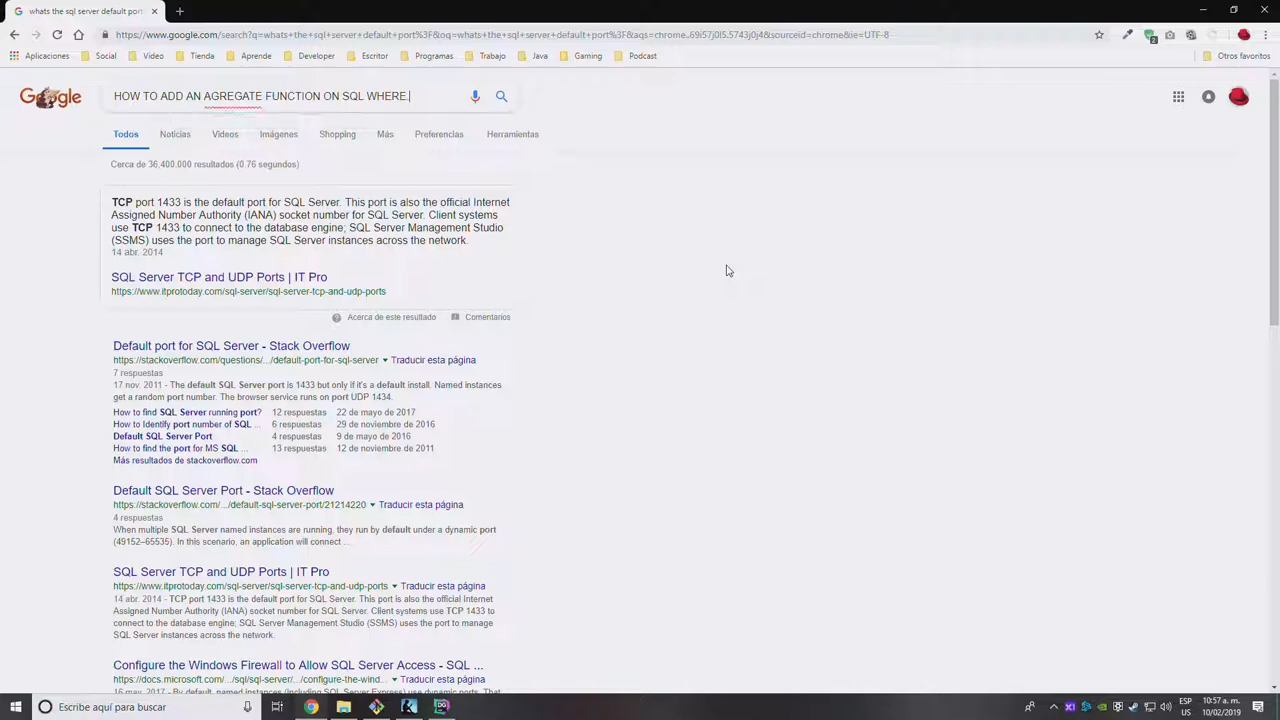 whats the sql server default port
https://www.google.com/search?q=whats+the+sql+server+default+port%3F&oq=whats+the+sql+server+default+port%3F&aqs=chrome..69i57j0l5.5743j0j4&sourceid=chrome&ie=UTF-8
Aplicaciones Social Video Tienda Aprende Developer Escritor Programas Trabajo Java Gaming Podcast Otros favoritos
Google
HOW TO ADD AN AGREGATE FUNCTION ON SQL WHERE.
Todos Noticias Videos Imágenes Shopping Más Preferencias Herramientas
Cerca de 36,400,000 resultados (0.76 segundos)
TCP port 1433 is the default port for SQL Server. This port is also the official Internet
Assigned Number Authority (IANA) socket number for SQL Server. Client systems
use TCP 1433 to connect to the database engine; SQL Server Management Studio
(SSMS) uses the port to manage SQL Server instances across the network.
14 abr. 2014
SQL Server TCP and UDP Ports | IT Pro
https://www.itprotoday.com/sql-server/sql-server-tcp-and-udp-ports
Acerca de este resultado Comentarios
Default port for SQL Server - Stack Overflow
https://stackoverflow.com/questions/.../default-port-for-sql-server Traducir esta página
7 respuestas
17 nov. 2011 - The default SQL Server port is 1433 but only if it's a default install. Named instances
get a random port number. The browser service runs on port UDP 1434.
How to find SQL Server running port? 12 respuestas 22 de mayo de 2017
How to Identify port number of SQL ... 6 respuestas 29 de noviembre de 2016
Default SQL Server Port 4 respuestas 9 de mayo de 2016
How to find the port for MS SQL ... 13 respuestas 12 de noviembre de 2011
Más resultados de stackoverflow.com
Default SQL Server Port - Stack Overflow
https://stackoverflow.com/.../default-sql-server-port/21214220 Traducir esta página
4 respuestas
When multiple SQL Server named instances are running, they run by default under a dynamic port
(49152–65535). In this scenario, an application will connect ...
SQL Server TCP and UDP Ports | IT Pro
https://www.itprotoday.com/sql-server/sql-server-tcp-and-udp-ports Traducir esta página
14 abr. 2014 - TCP port 1433 is the default port for SQL Server. This port is also the official Internet
Assigned Number Authority (IANA) socket number for SQL Server. Client systems use TCP 1433 to
connect to the database engine; SQL Server Management Studio (SSMS) uses the port to manage
SQL Server instances across the network.
Configure the Windows Firewall to Allow SQL Server Access - SQL ...
https://docs.microsoft.com/.../sql/sql-server/.../configure-the-wind... Traducir esta página
16 may. 2017 - By default, named instances (including SQL Server Express) use dynamic ports. That
Escribe aquí para buscar
ESP
US
10:57 a. m.
10/02/2019